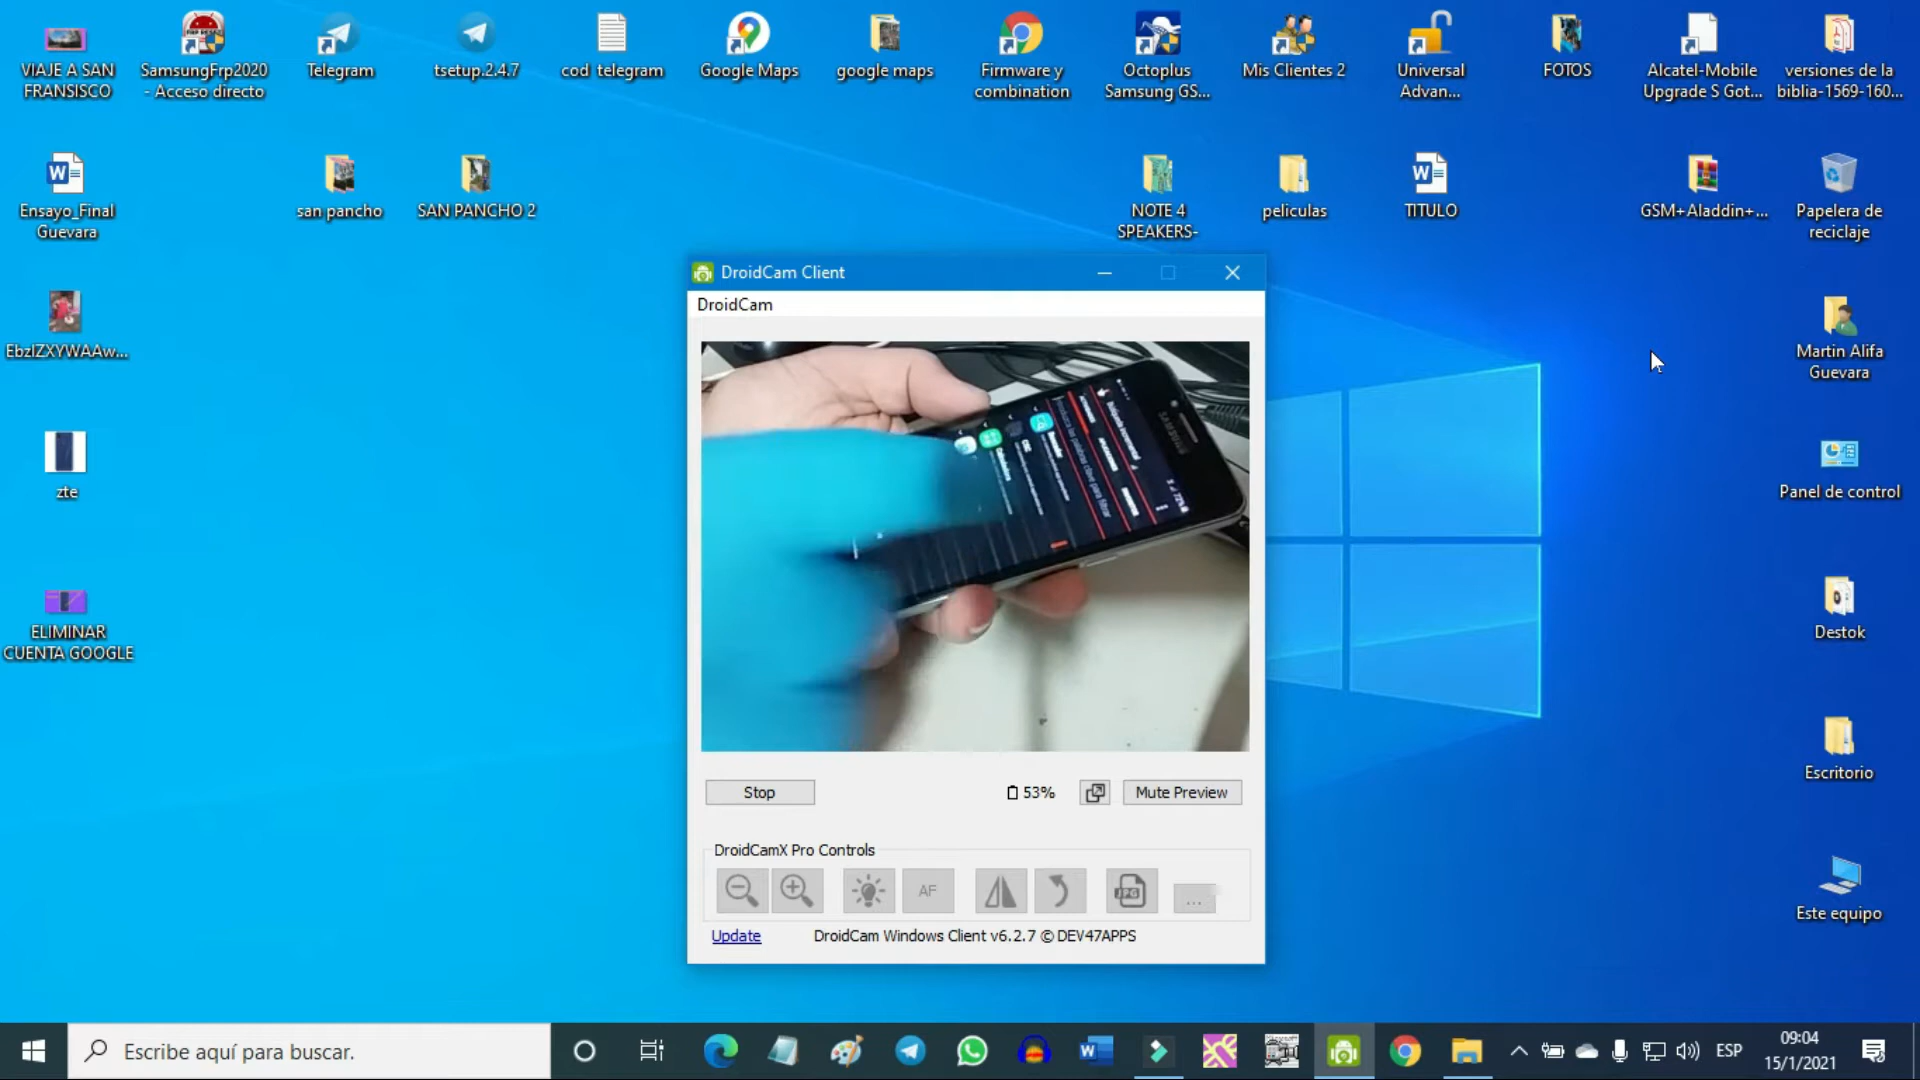 VIAJE A SAN
FRANSISCO
SamsungFrp2020
- Acceso directo
Telegram
tsetup.2.4.7
cod telegram
Google Maps
google maps
Firmware y
combination
Octoplus
Samsung GS...
Mis Clientes 2
Universal
Advan...
FOTOS
Alcatel-Mobile
Upgrade S Got...
versiones de la
biblia-1569-160...
Ensayo_Final
Guevara
san pancho
SAN PANCHO 2
NOTE 4
SPEAKERS-
peliculas
TITULO
GSM+Aladdin+...
Papelera de
reciclaje
EbzIZXYWAAw...
Martin Alifa
Guevara
zte
Panel de control
ELIMINAR
CUENTA GOOGLE
Destok
Escritorio
Este equipo
DroidCam Client
DroidCam
SAMSUNG
72%
Stop
53%
Mute Preview
DroidCamX Pro Controls
AF
JPG
...
Update
DroidCam Windows Client v6.2.7 © DEV47APPS
Escribe aquí para buscar.
ESP
09:04
15/1/2021